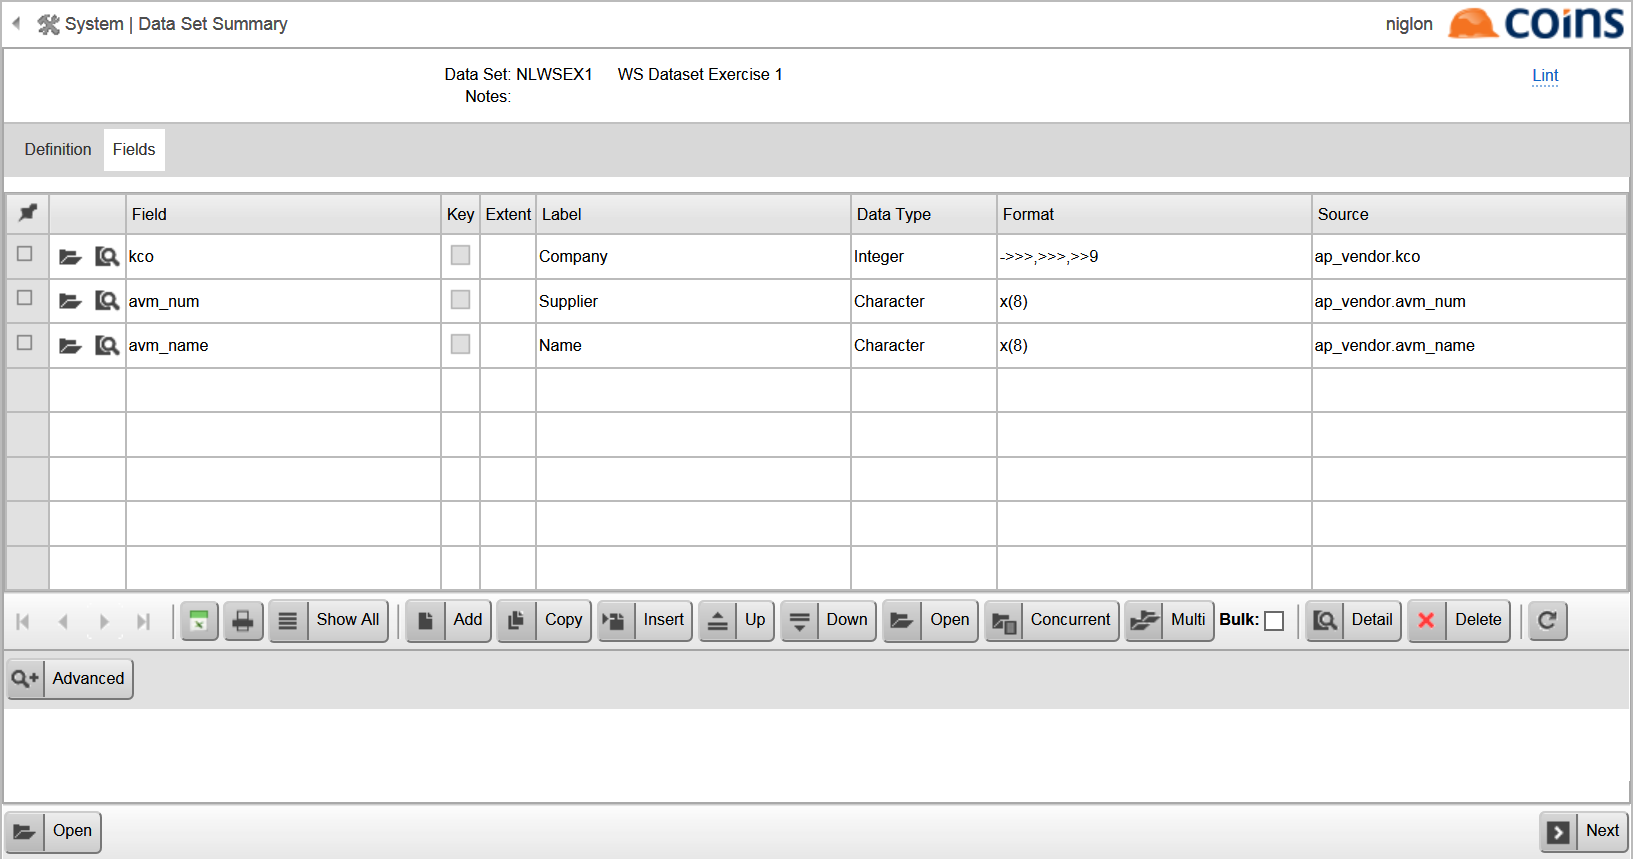 System | Data Set Summary
niglon
coins
Data Set: NLWSEX1 WS Dataset Exercise 1
Notes:
Lint
Definition Fields
Field Key Extent Label Data Type Format Source
kco Company Integer ->>>,>>>,>>9 ap_vendor.kco
avm_num Supplier Character x(8) ap_vendor.avm_num
avm_name Name Character x(8) ap_vendor.avm_name
Show All Add Copy Insert Up Down Open Concurrent Multi Bulk: Detail Delete
Advanced
Open Next